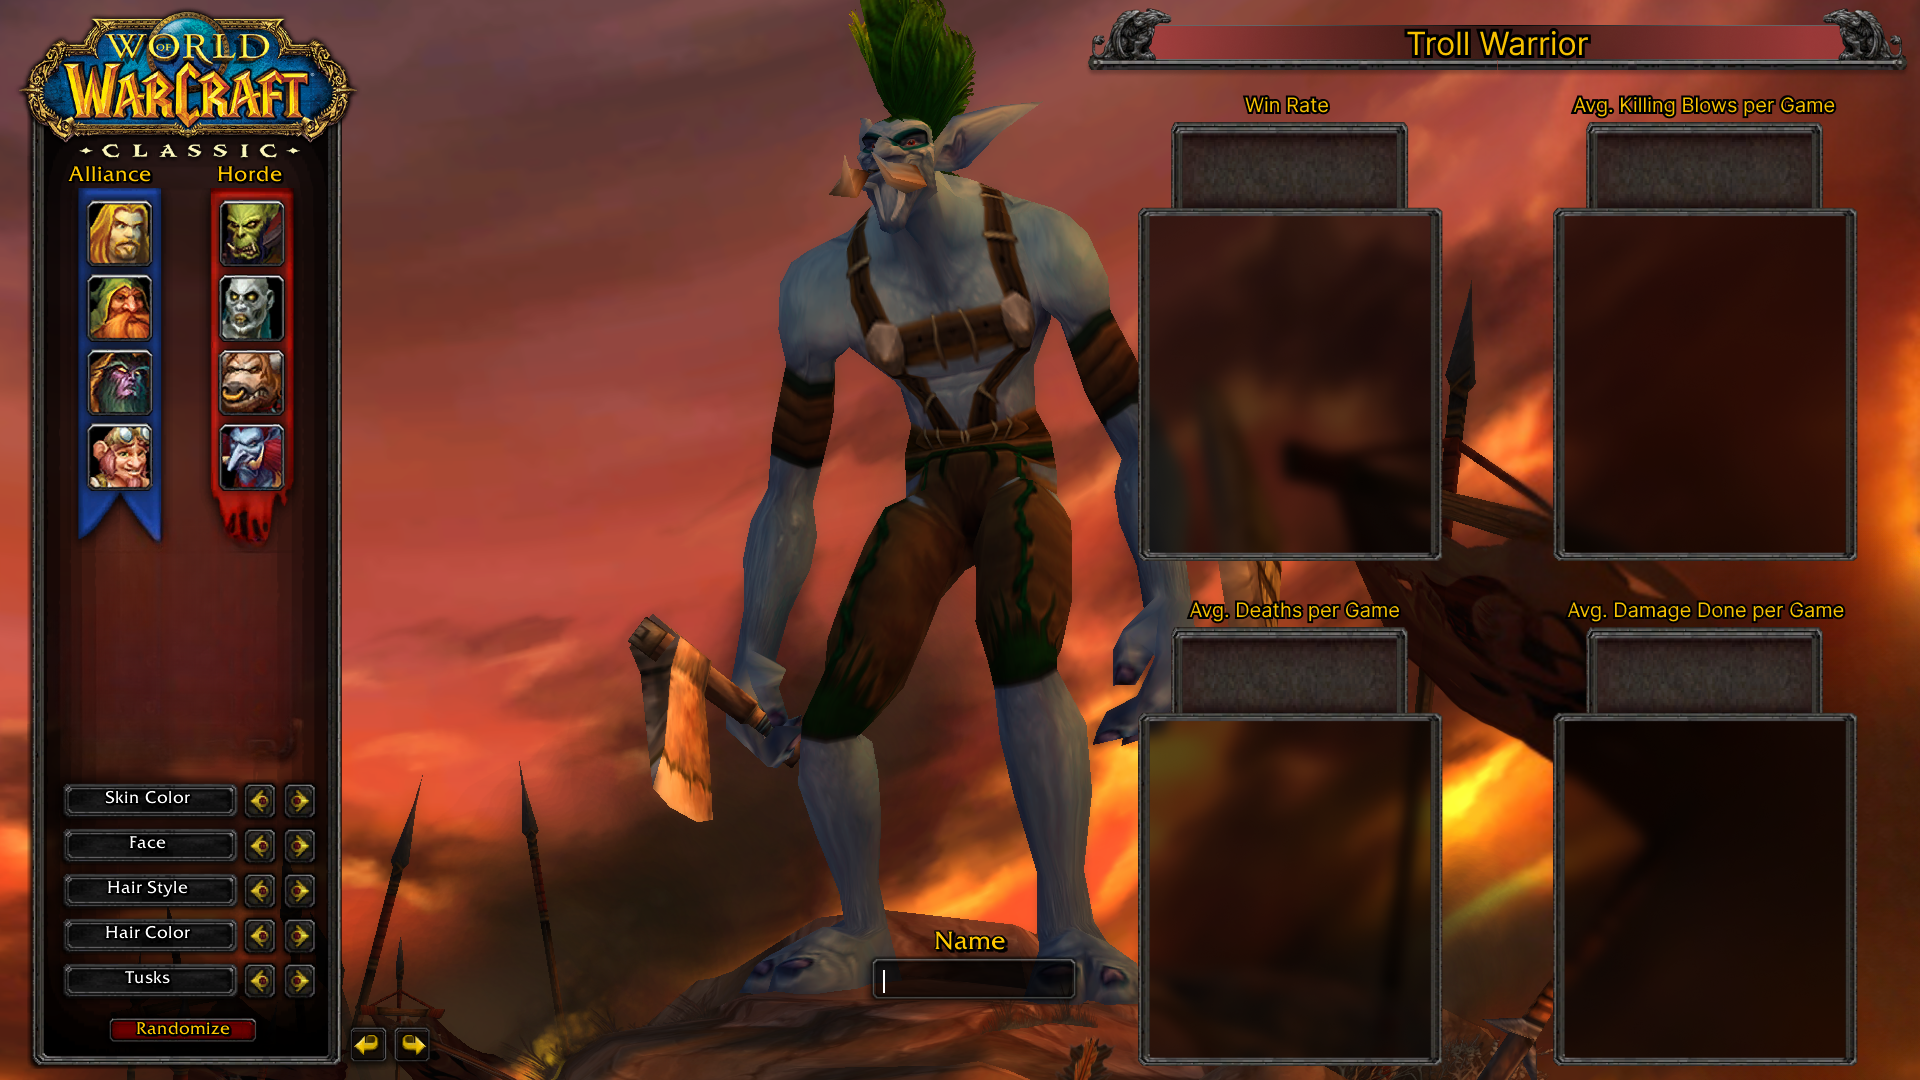 WORLD OF
WARCRAFT
CLASSIC
Alliance
Horde
Skin Color
Face
Hair Style
Hair Color
Tusks
Randomize
Name
Troll Warrior
Win Rate
Avg. Killing Blows per Game
Avg. Deaths per Game
Avg. Damage Done per Game